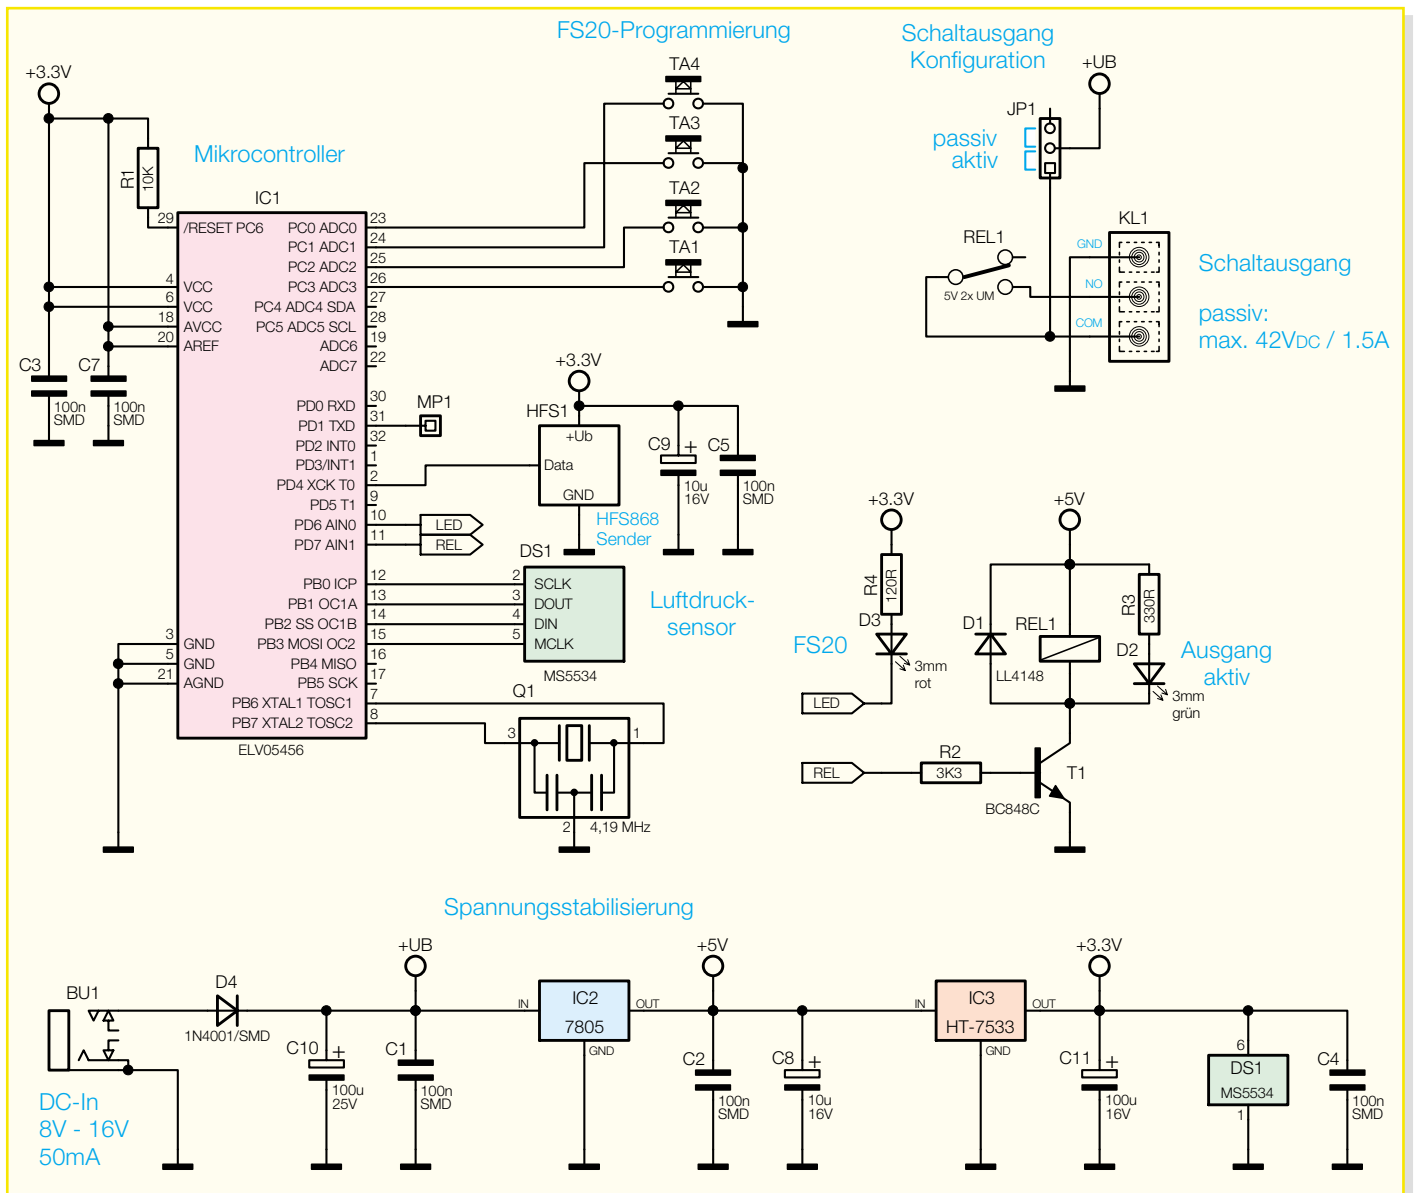 FS20-Programmierung
Schaltausgang
Konfiguration
+3.3V
TA4
TA3
TA2
TA1
+UB
JP1
passiv
aktiv
Mikrocontroller
R1
10K
IC1
29
/RESET PC6
4
VCC
6
VCC
18
AVCC
20
AREF
3
GND
5
GND
21
AGND
PC0 ADC0
23
PC1 ADC1
24
PC2 ADC2
25
PC3 ADC3
26
PC4 ADC4 SDA
27
PC5 ADC5 SCL
28
ADC6
19
ADC7
22
PD0 RXD
30
PD1 TXD
31
PD2 INT0
32
PD3/INT1
1
PD4 XCK T0
2
PD5 T1
9
PD6 AIN0
10
PD7 AIN1
11
PB0 ICP
12
PB1 OC1A
13
PB2 SS OC1B
14
PB3 MOSI OC2
15
PB4 MISO
16
PB5 SCK
17
PB6 XTAL1 TOSC1
7
PB7 XTAL2 TOSC2
8
ELV05456
C3
100n
SMD
C7
100n
SMD
MP1
LED
REL
+3.3V
HFS1
+Ub
Data
GND
HFS868
Sender
C9
+
10u
16V
C5
100n
SMD
DS1
2
SCLK
3
DOUT
4
DIN
5
MCLK
MS5534
Luftdruck-
sensor
Q1
3
1
2
4,19 MHz
REL1
5V 2x UM
KL1
GND
NO
COM
Schaltausgang
passiv:
max. 42VDC / 1.5A
+3.3V
R4
120R
D3
3mm
rot
FS20
LED
+5V
D1
LL4148
REL1
R3
330R
D2
3mm
grün
Ausgang
aktiv
REL
R2
3K3
T1
BC848C
Spannungsstabilisierung
BU1
D4
1N4001/SMD
DC-In
8V - 16V
50mA
+UB
C10
+
100u
25V
C1
100n
SMD
IN
IC2
7805
OUT
GND
+5V
C2
100n
SMD
C8
+
10u
16V
IN
IC3
HT-7533
OUT
GND
+3.3V
C11
+
100u
16V
6
DS1
MS5534
1
C4
100n
SMD